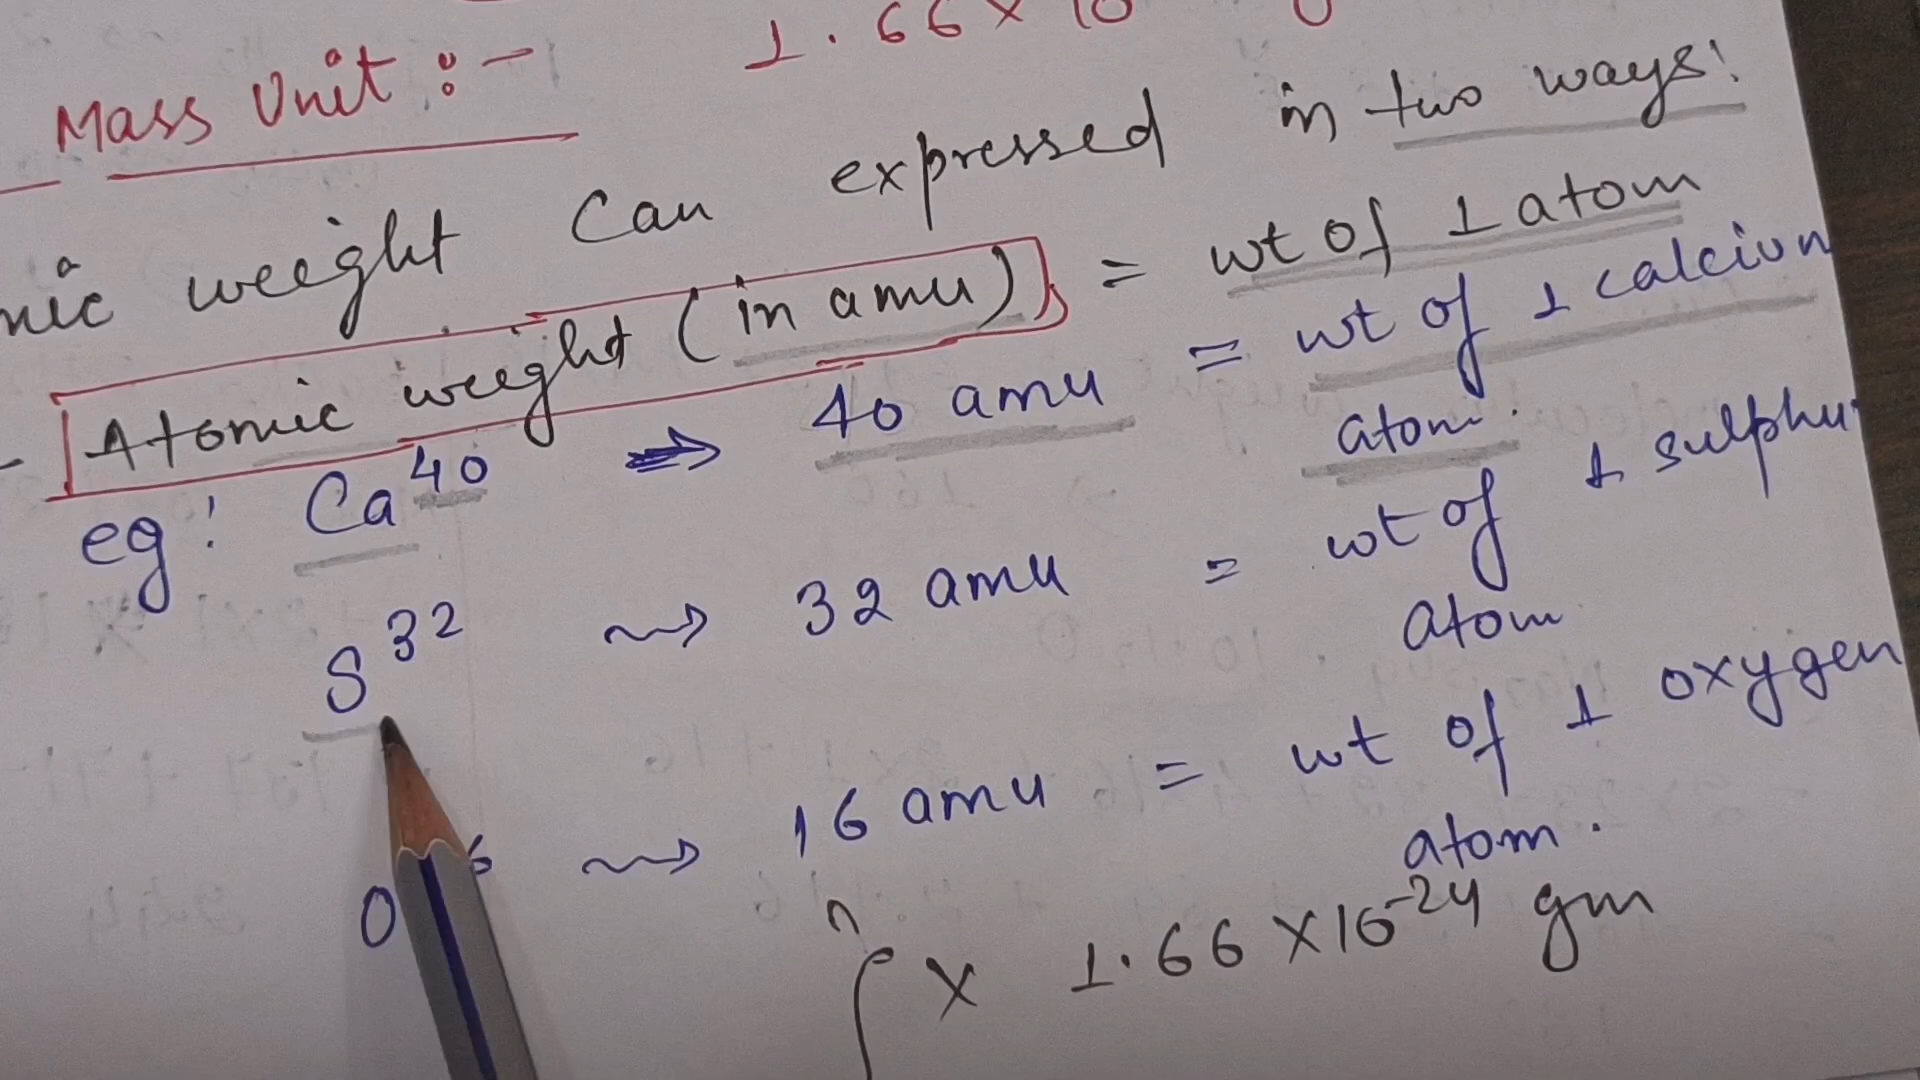 1.66 × 10
Mass Unit :-
weight can expressed in two ways!
Atomic weight (in amu) = wt of 1 atom
eg! Ca⁴⁰ ⇒ 40 amu = wt of 1 calcium
atom.
S³² ⇝ 32 amu = wt of 1 sulphu
atom
O 6 ⇝ 16 amu = wt of 1 oxygen
atom.
× 1.66 × 10⁻²⁴ gm